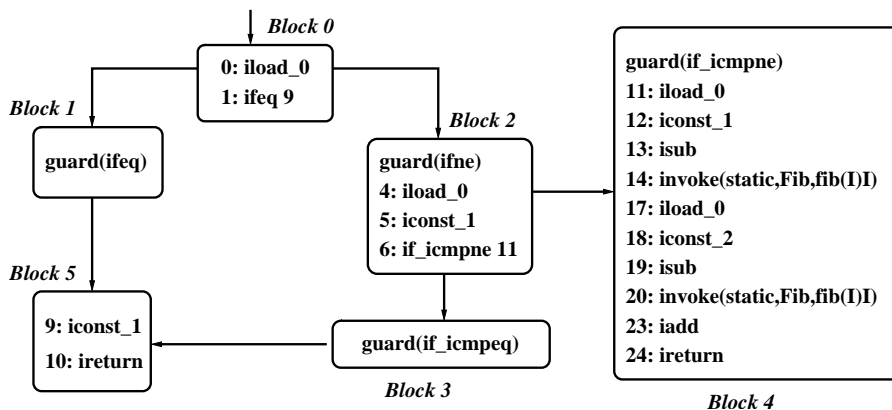 Block 0
0: iload_0
1: ifeq 9
Block 1
guard(ifeq)
Block 2
guard(ifne)
4: iload_0
5: iconst_1
6: if_icmpne 11
Block 5
9: iconst_1
10: ireturn
guard(if_icmpeq)
Block 3
guard(if_icmpne)
11: iload_0
12: iconst_1
13: isub
14: invoke(static,Fib,fib(I)I)
17: iload_0
18: iconst_2
19: isub
20: invoke(static,Fib,fib(I)I)
23: iadd
24: ireturn
Block 4